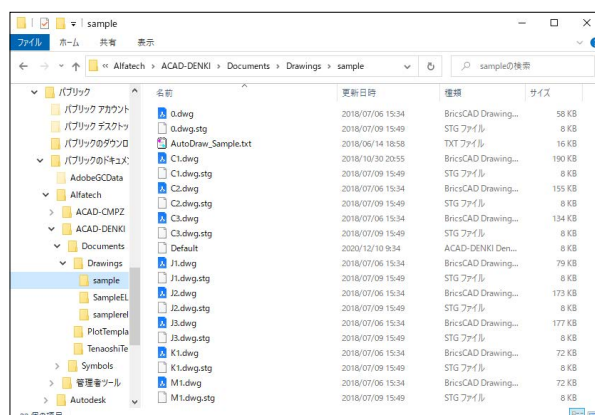 sample
ファイル ホーム 共有 表示
« Alfatech › ACAD-DENKI › Documents › Drawings › sample
sampleの検索
パブリック
パブリック アカウント
パブリック デスクトッ
パブリックのダウンロ
パブリックのドキュメ
AdobeGCData
Alfatech
ACAD-CMPZ
ACAD-DENKI
Documents
Drawings
sample
SampleEL
samplerel
PlotTempla
TenaoshiTe
Symbols
管理者ツール
Autodesk
名前 更新日時 種類 サイズ
0.dwg 2018/07/06 15:34 BricsCAD Drawing... 58 KB
0.dwg.stg 2018/07/09 15:49 STG ファイル 8 KB
AutoDraw_Sample.txt 2018/06/14 18:58 TXT ファイル 16 KB
C1.dwg 2018/10/30 20:55 BricsCAD Drawing... 190 KB
C1.dwg.stg 2018/07/09 15:49 STG ファイル 8 KB
C2.dwg 2018/07/06 15:34 BricsCAD Drawing... 155 KB
C2.dwg.stg 2018/07/09 15:49 STG ファイル 8 KB
C3.dwg 2018/07/06 15:34 BricsCAD Drawing... 134 KB
C3.dwg.stg 2018/07/09 15:49 STG ファイル 8 KB
Default 2020/12/10 9:34 ACAD-DENKI Den... 8 KB
J1.dwg 2018/07/06 15:34 BricsCAD Drawing... 79 KB
J1.dwg.stg 2018/07/09 15:49 STG ファイル 8 KB
J2.dwg 2018/07/06 15:34 BricsCAD Drawing... 173 KB
J2.dwg.stg 2018/07/09 15:49 STG ファイル 8 KB
J3.dwg 2018/07/06 15:34 BricsCAD Drawing... 177 KB
J3.dwg.stg 2018/07/09 15:49 STG ファイル 8 KB
K1.dwg 2018/07/06 15:34 BricsCAD Drawing... 72 KB
K1.dwg.stg 2018/07/09 15:49 STG ファイル 8 KB
M1.dwg 2018/07/06 15:34 BricsCAD Drawing... 72 KB
M1.dwg.stg 2018/07/09 15:49 STG ファイル 8 KB